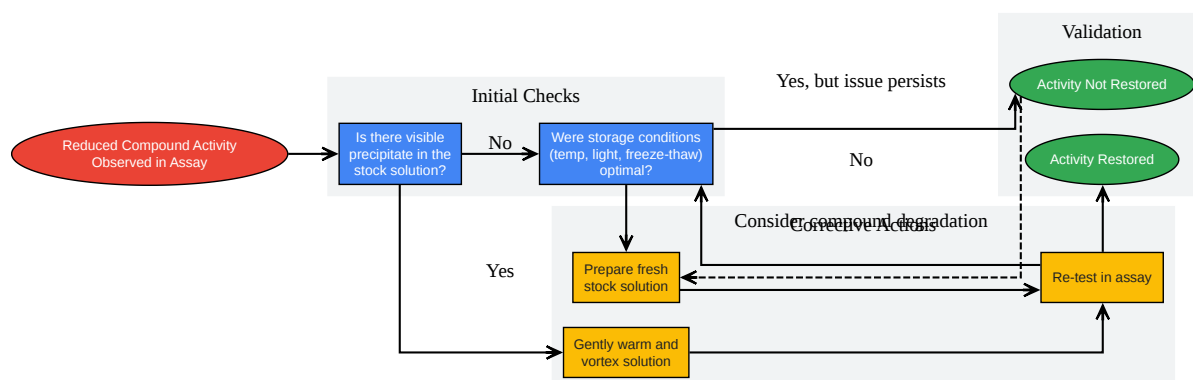 Validation
Yes, but issue persists
Activity Not Restored
Initial Checks
Reduced Compound Activity
Observed in Assay
Is there visible
precipitate in the
stock solution?
No
Were storage conditions
(temp, light, freeze-thaw)
optimal?
No
Activity Restored
Consider compound degradation
Corrective Actions
Yes
Prepare fresh
stock solution
Re-test in assay
Gently warm and
vortex solution